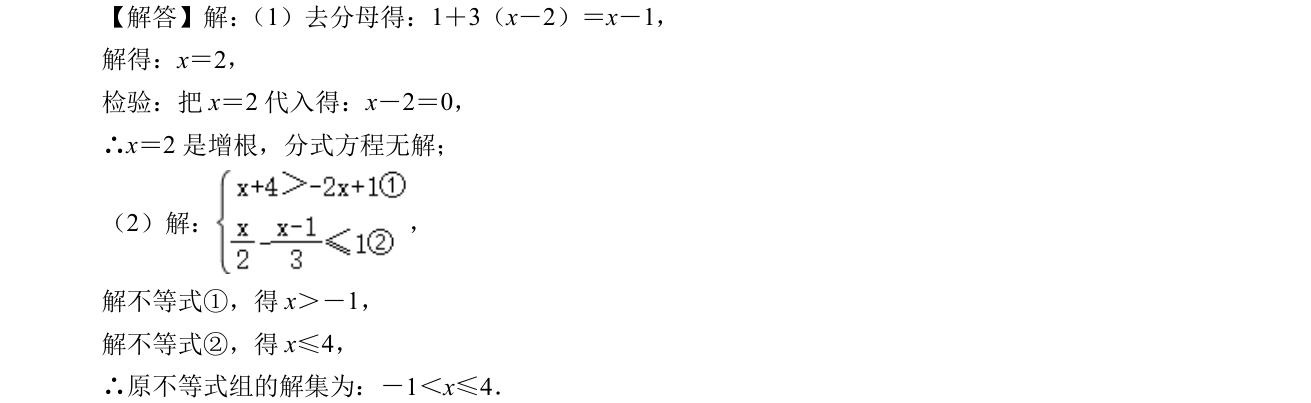 【解答】解：（1）去分母得：1＋3（x－2）＝x－1，
解得：x＝2，
检验：把 x＝2 代入得：x－2＝0，
∴x＝2 是增根，分式方程无解；
（2）解：{x+4＞-2x+1①
x/2-(x-1)/3≤1②，
解不等式①，得 x＞－1，
解不等式②，得 x≤4，
∴原不等式组的解集为：－1＜x≤4．